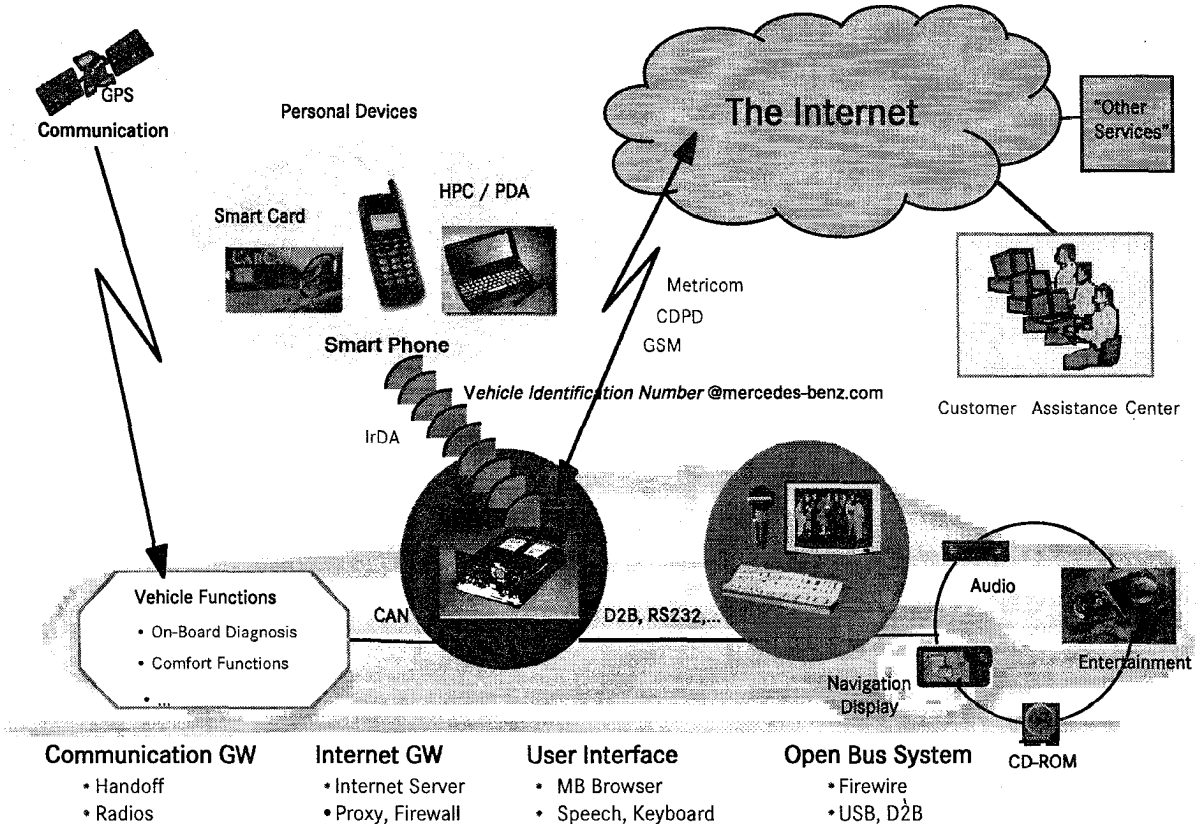 GPS
Communication
Personal Devices
The Internet
"Other
Services"
HPC / PDA
Smart Card
Smart Phone
Metricom
CDPD
GSM
Vehicle Identification Number @mercedes-benz.com
Customer Assistance Center
IrDA
Vehicle Functions
• On-Board Diagnosis
• Comfort Functions
• ...
CAN
D2B, RS232,...
Audio
Entertainment
Navigation
Display
CD-ROM
Communication GW
• Handoff
• Radios
Internet GW
• Internet Server
• Proxy, Firewall
User Interface
• MB Browser
• Speech, Keyboard
Open Bus System
• Firewire
• USB, D2B